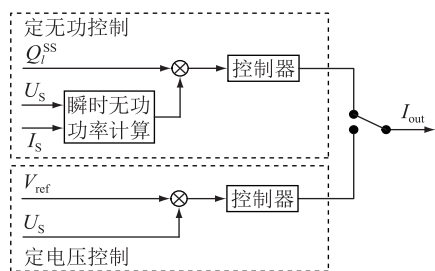 定无功控制
Q_l^SS
控制器
U_S
瞬时无功
功率计算
I_S
I_out
V_ref
控制器
U_S
定电压控制